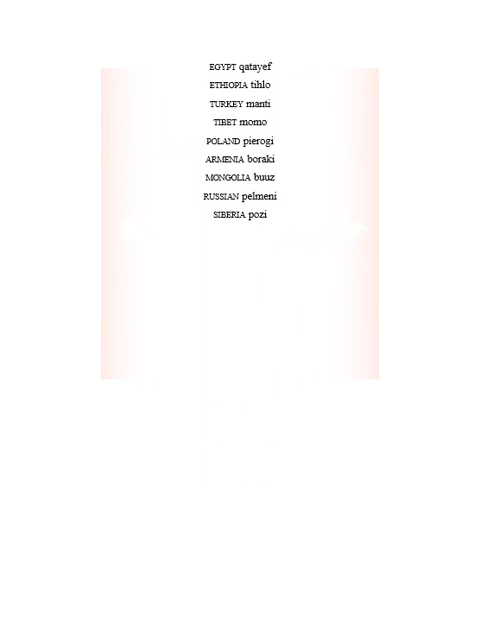 EGYPT qatayef
ETHIOPIA tihlo
TURKEY manti
TIBET momo
POLAND pierogi
ARMENIA boraki
MONGOLIA buuz
RUSSIAN pelmeni
SIBERIA pozi